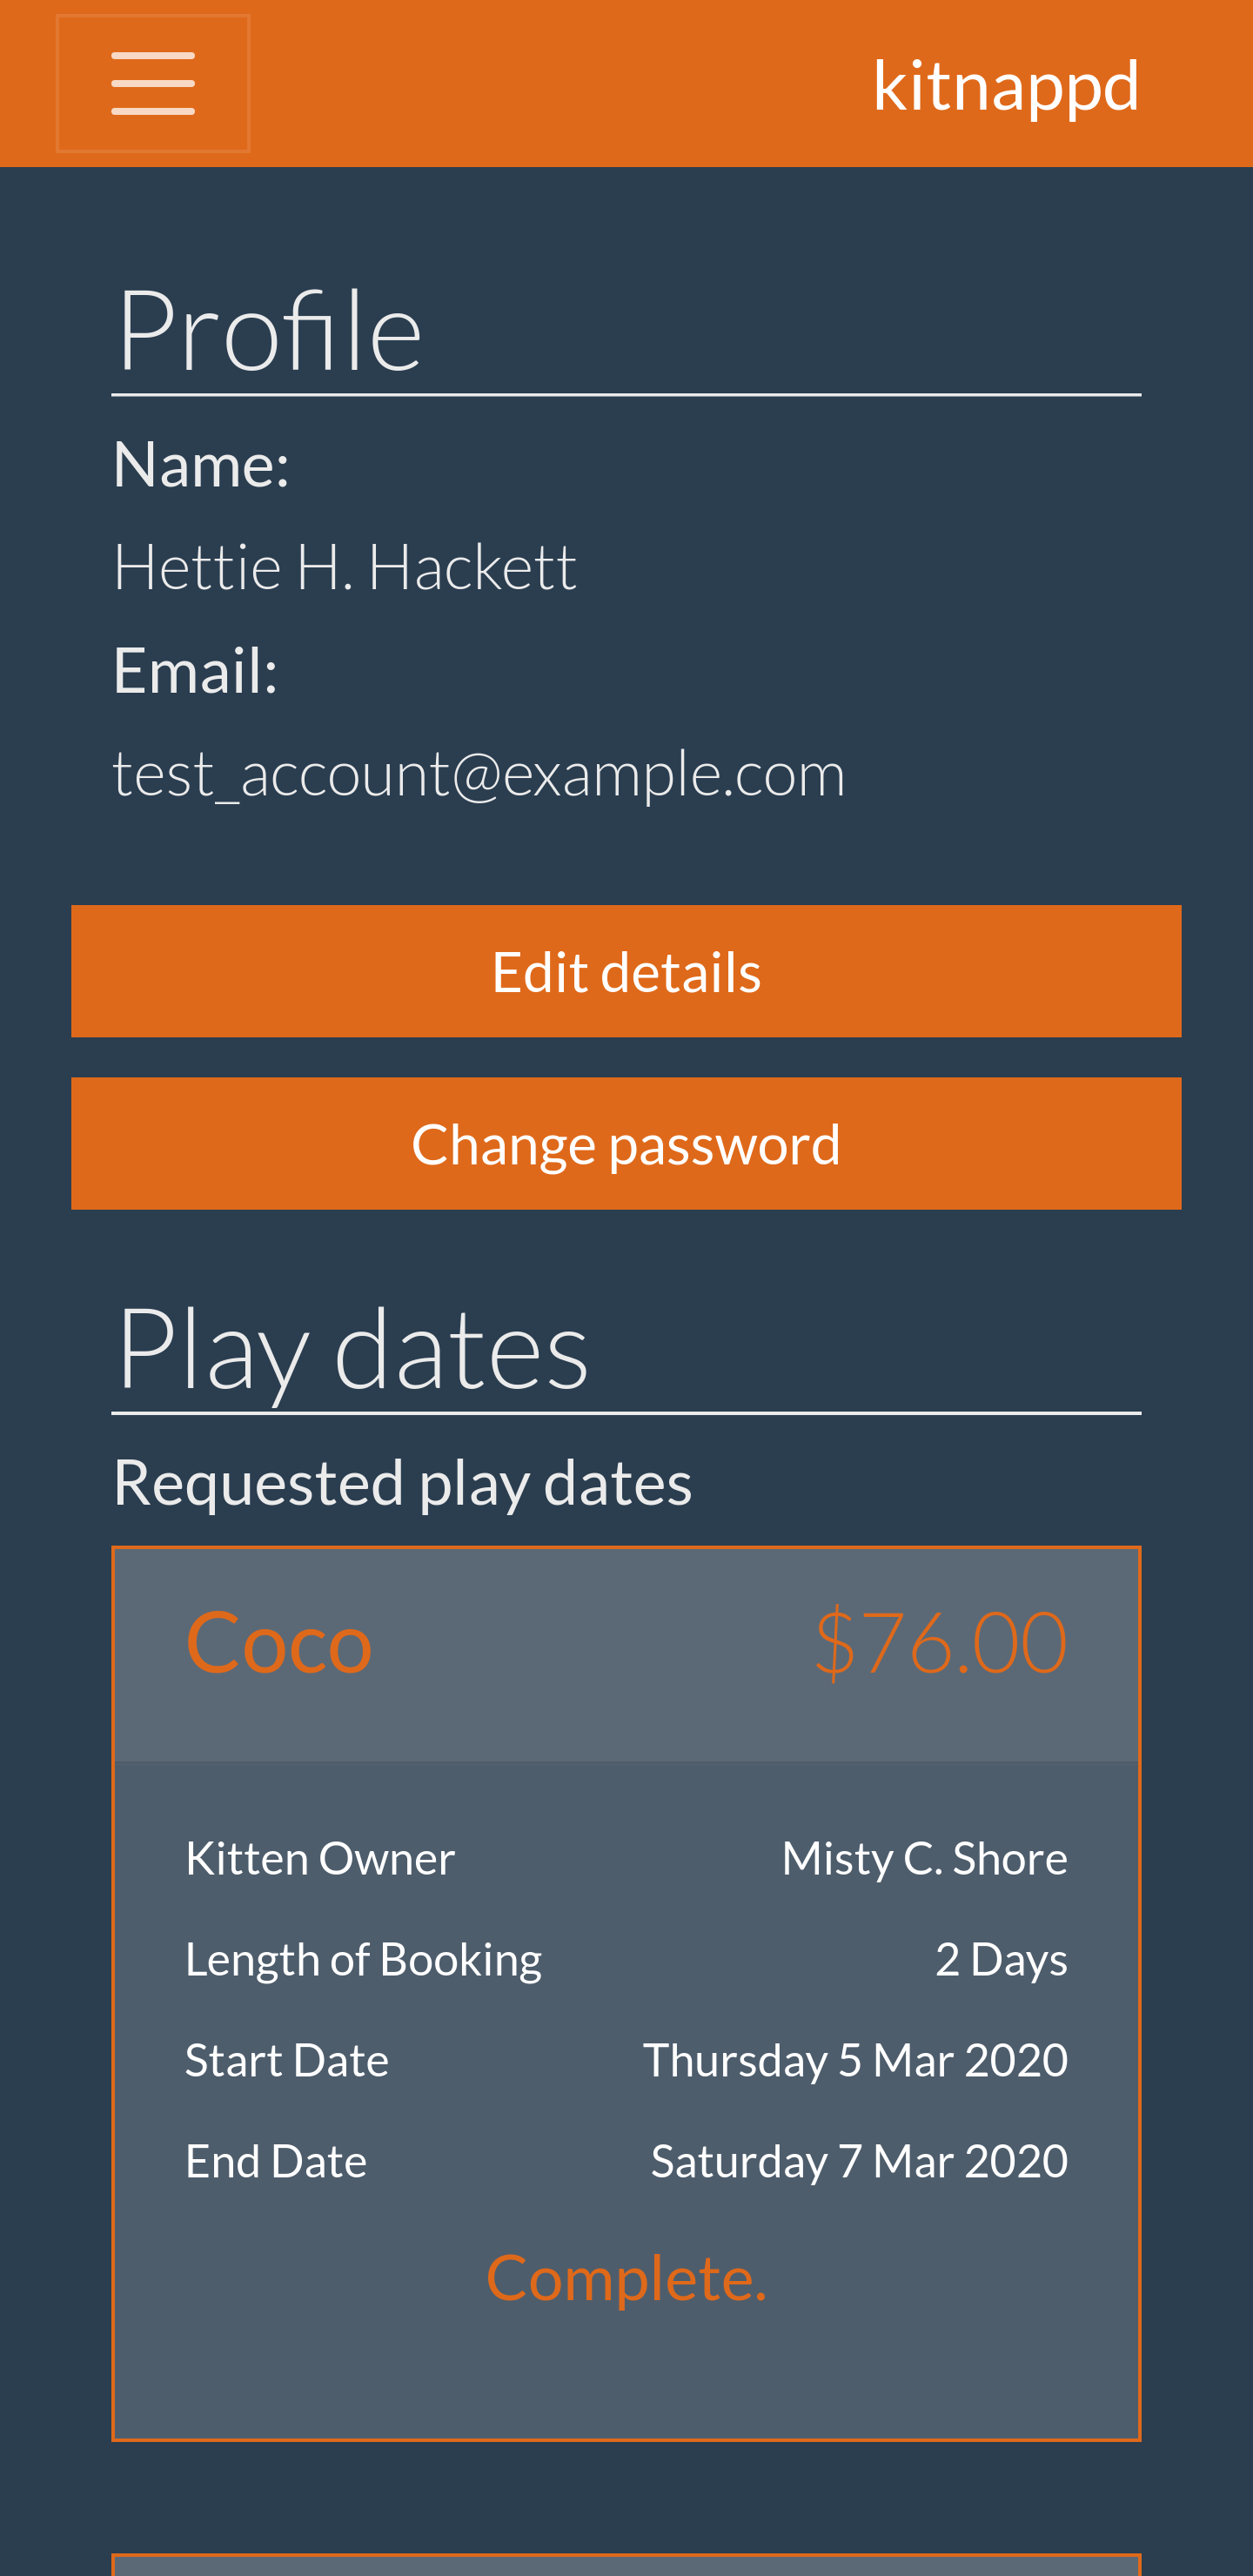 kitnappd
Profile
Name:
Hettie H. Hackett
Email:
test_account@example.com
Edit details
Change password
Play dates
Requested play dates
Coco $76.00
Kitten Owner Misty C. Shore
Length of Booking 2 Days
Start Date Thursday 5 Mar 2020
End Date Saturday 7 Mar 2020
Complete.